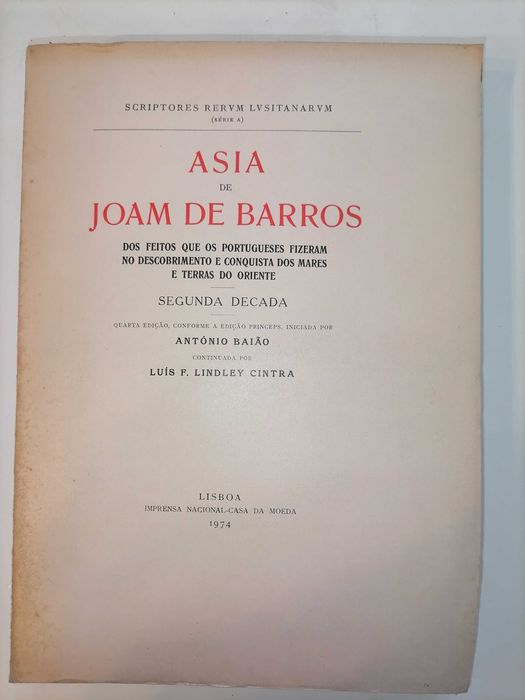 SCRIPTORES RERVM LVSITANARVM
(SÉRIE A)
ASIA
DE
JOAM DE BARROS
DOS FEITOS QUE OS PORTUGUESES FIZERAM
NO DESCOBRIMENTO E CONQUISTA DOS MARES
E TERRAS DO ORIENTE
SEGUNDA DECADA
QUARTA EDIÇÃO, CONFORME A EDIÇÃO PRINCEPS, INICIADA POR
ANTÓNIO BAIÃO
CONTINUADA POR
LUÍS F. LINDLEY CINTRA
LISBOA
IMPRENSA NACIONAL-CASA DA MOEDA
1974